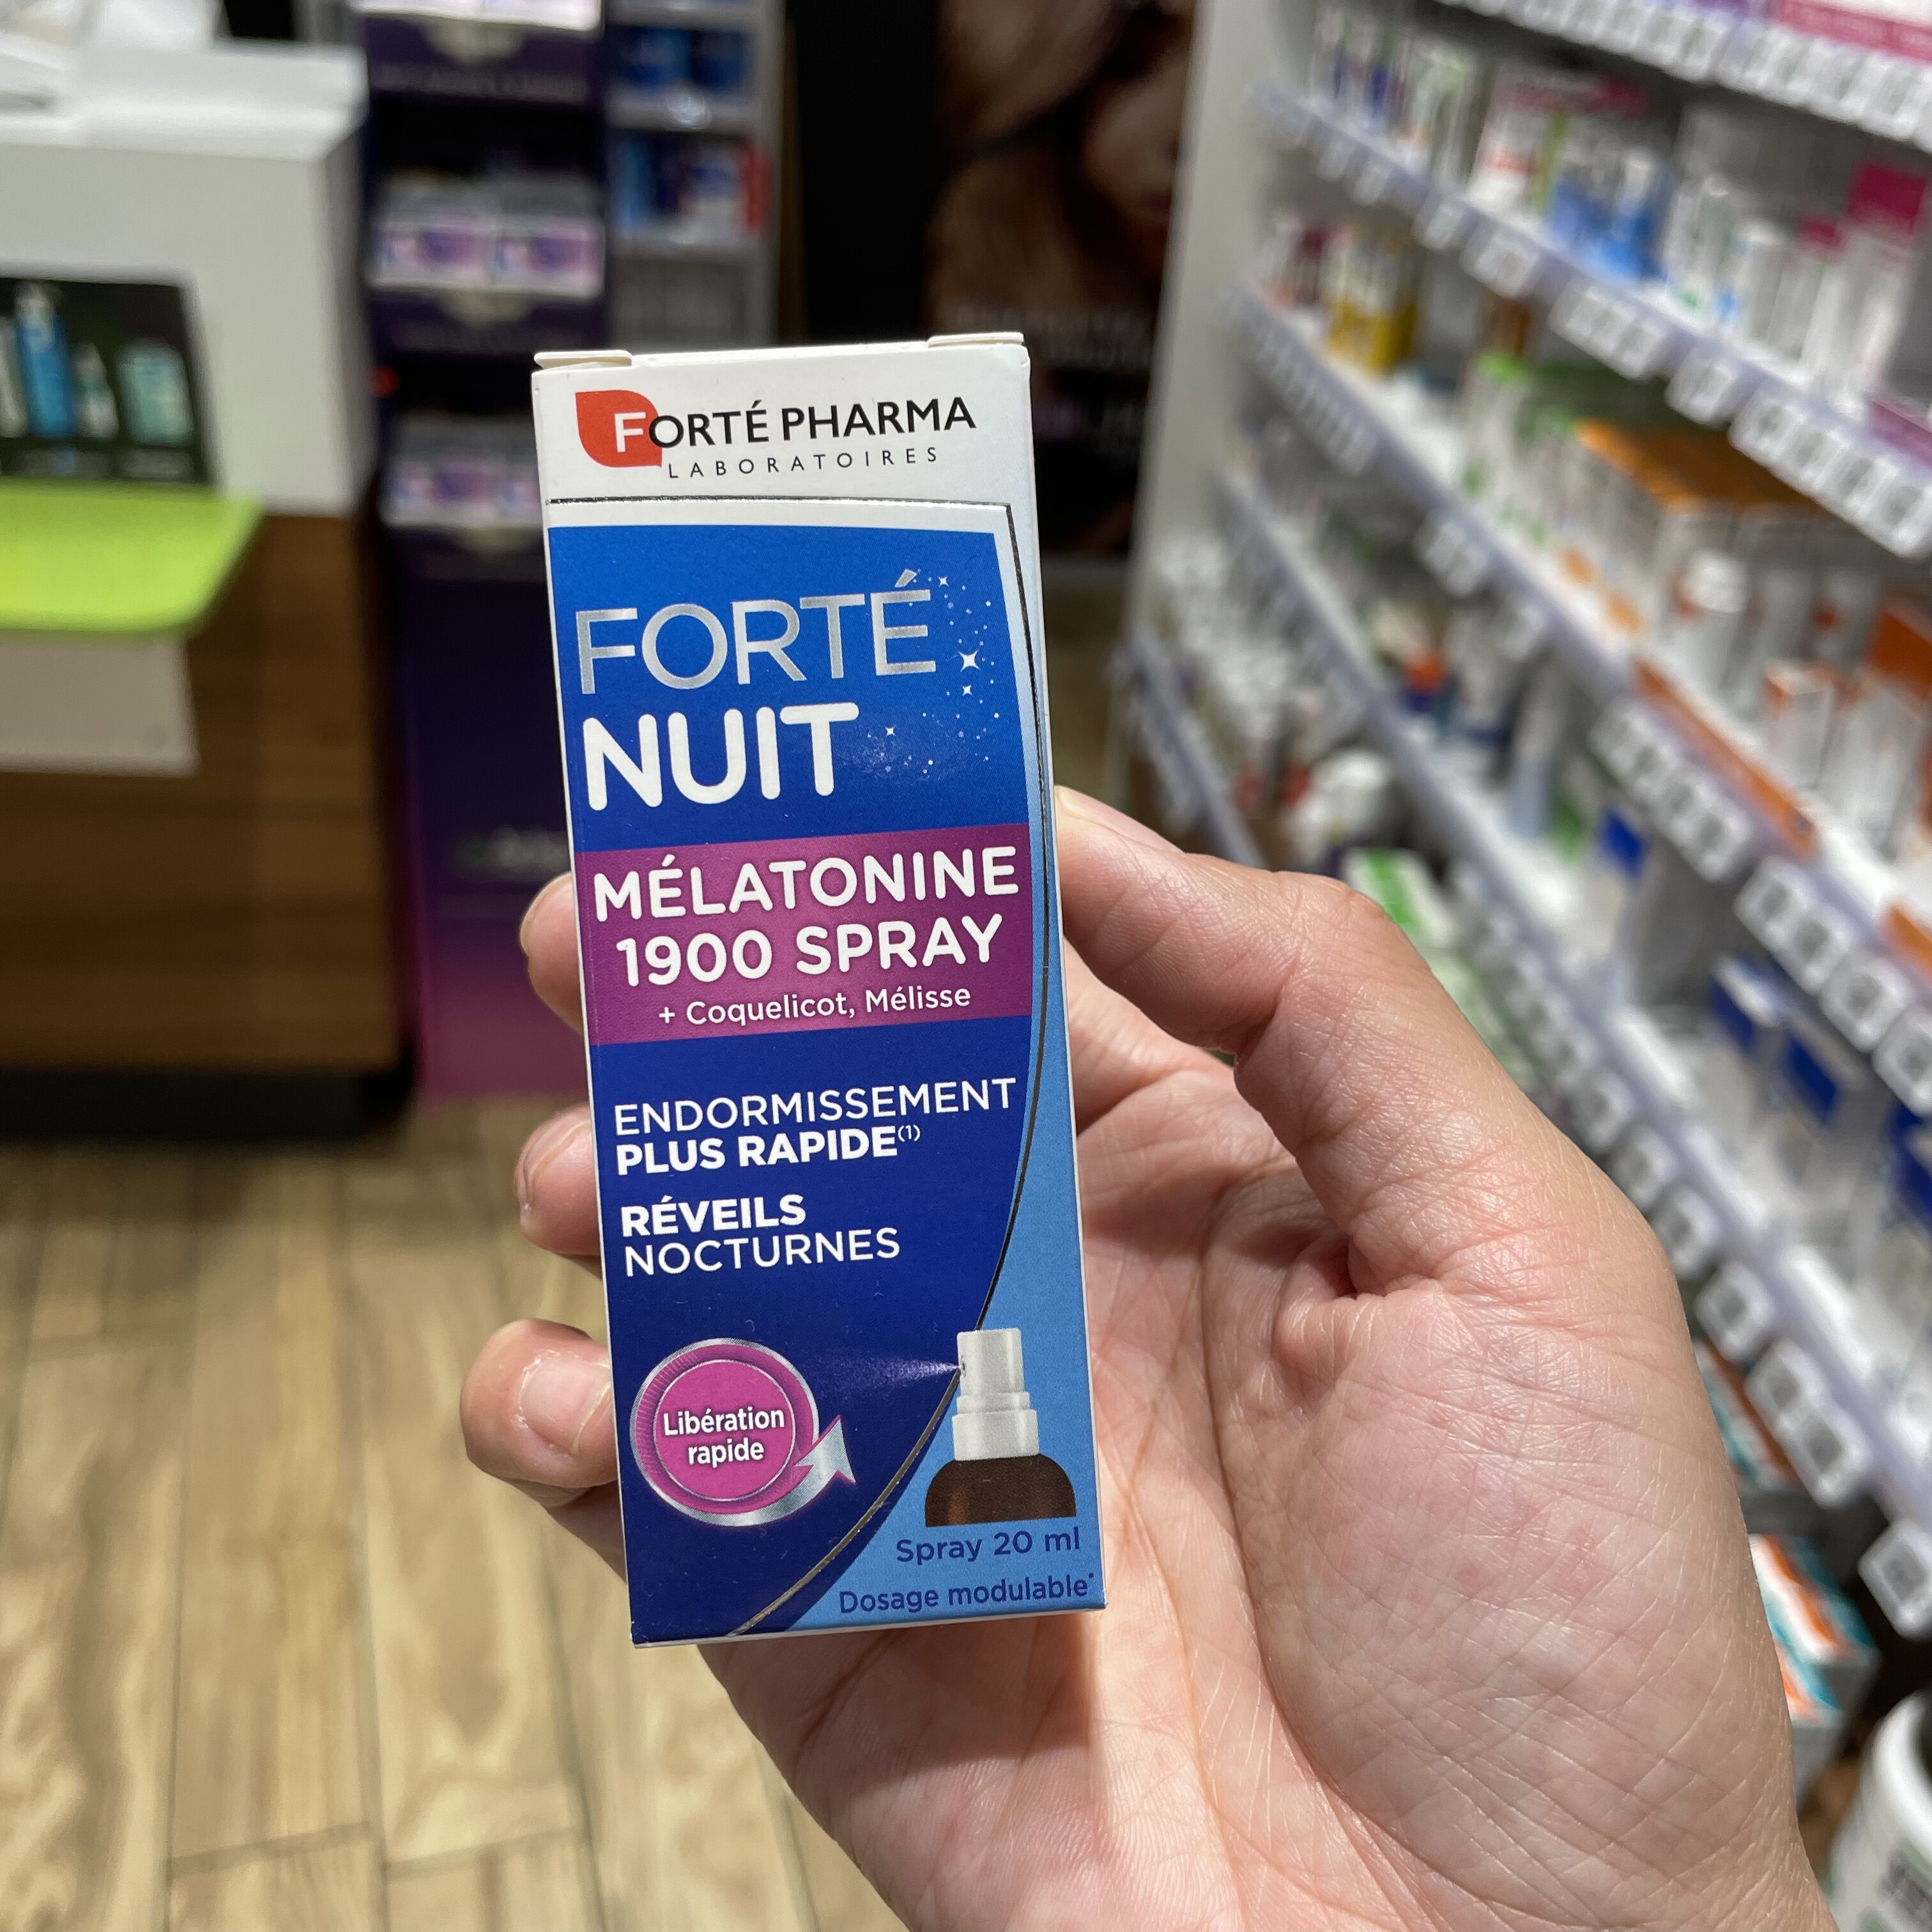 FORTÉ PHARMA
LABORATOIRES
FORTÉ
NUIT
MÉLATONINE
1900 SPRAY
+ Coquelicot, Mélisse
ENDORMISSEMENT
PLUS RAPIDE(1)
RÉVEILS
NOCTURNES
Libération
rapide
Spray 20 ml
Dosage modulable*